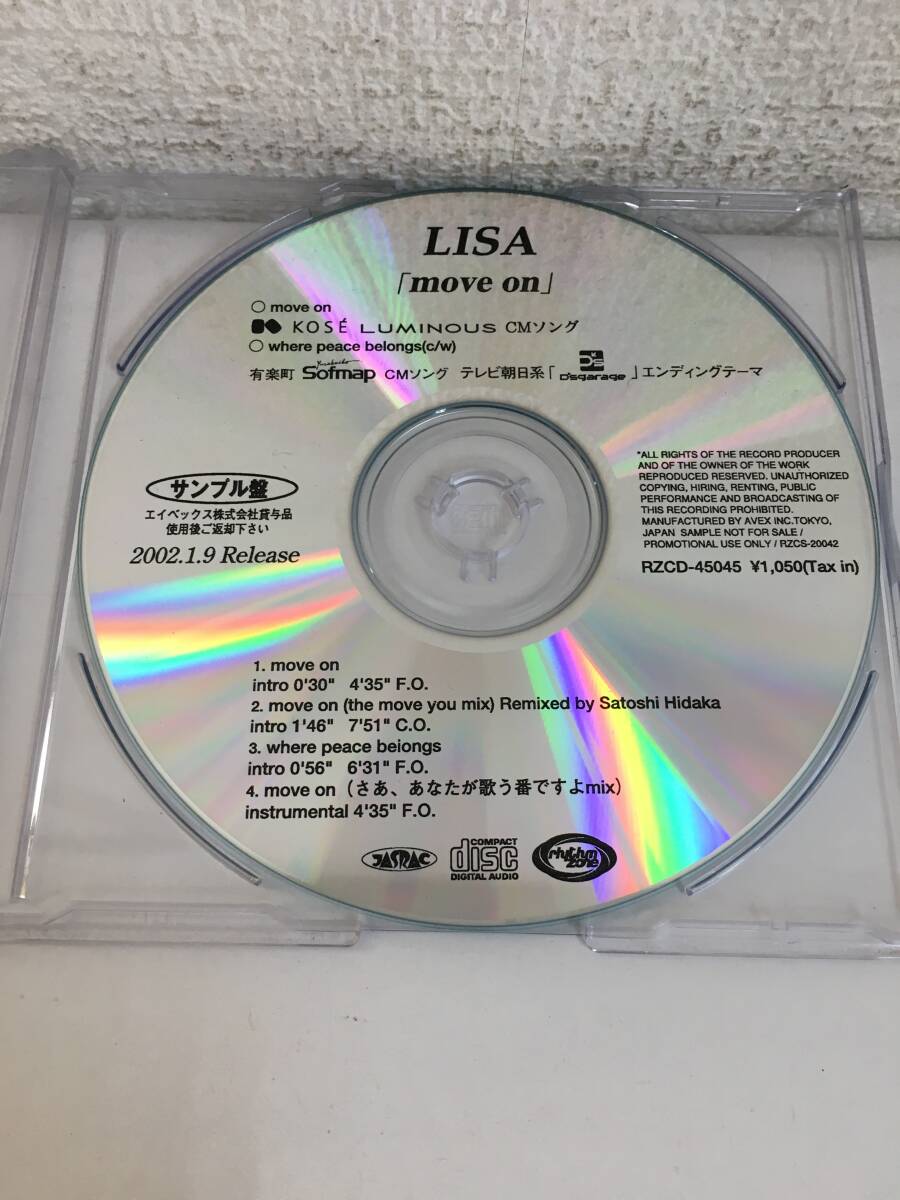 LISA
「move on」
○ move on
KOSÉ LUMINOUS CMソング
○ where peace belongs(c/w)
有楽町 Yurakucho Sofmap CMソング テレビ朝日系「D's D'sgarage」エンディングテーマ
サンプル盤
エイベックス株式会社貸与品
使用後ご返却下さい
2002.1.9 Release
*ALL RIGHTS OF THE RECORD PRODUCER
AND OF THE OWNER OF THE WORK
REPRODUCED RESERVED. UNAUTHORIZED
COPYING, HIRING, RENTING, PUBLIC
PERFORMANCE AND BROADCASTING OF
THIS RECORDING PROHIBITED.
MANUFACTURED BY AVEX INC.TOKYO,
JAPAN SAMPLE NOT FOR SALE /
PROMOTIONAL USE ONLY / RZCS-20042
RZCD-45045 ¥1,050(Tax in)
1. move on
intro 0'30" 4'35" F.O.
2. move on (the move you mix) Remixed by Satoshi Hidaka
intro 1'46" 7'51" C.O.
3. where peace beiongs
intro 0'56" 6'31" F.O.
4. move on（さあ、あなたが歌う番ですよmix）
instrumental 4'35" F.O.
JASRAC
COMPACT
disc
DIGITAL AUDIO
rhythm
zone